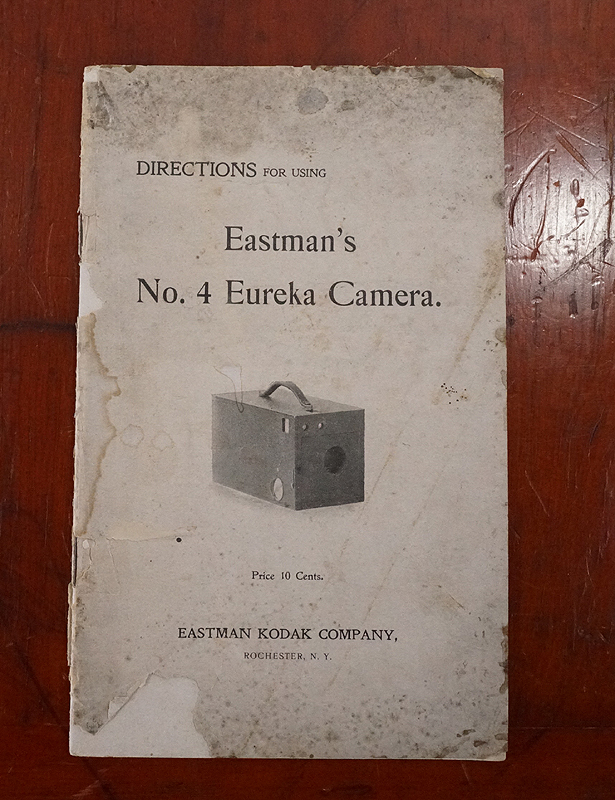 DIRECTIONS FOR USING
Eastman's
No. 4 Eureka Camera.
Price 10 Cents.
EASTMAN KODAK COMPANY,
ROCHESTER, N. Y.